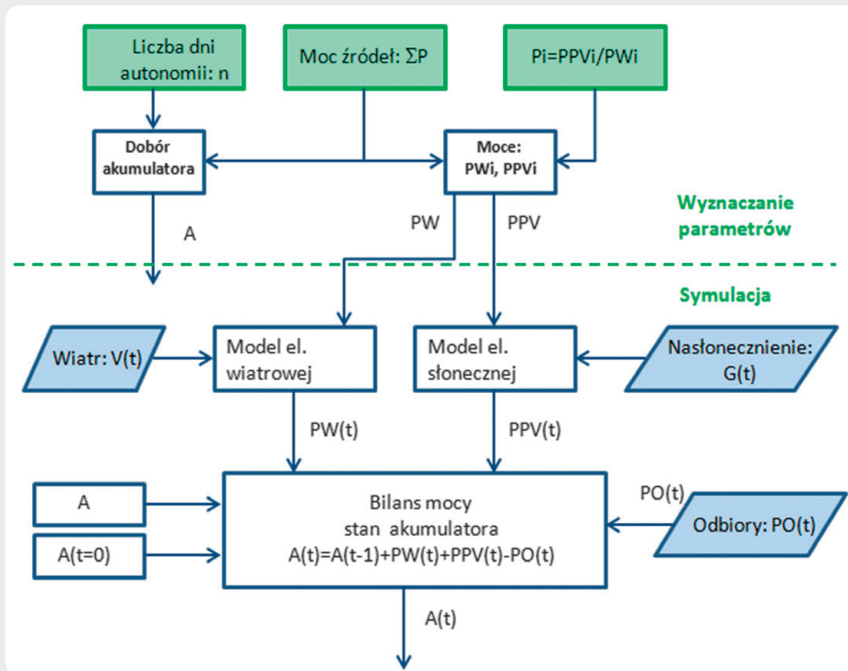 Liczba dni
autonomii: n
Moc źródeł: ΣP
Pi=PPVi/PWi
Dobór
akumulatora
Moce:
PWi, PPVi
A
PW
PPV
Wyznaczanie
parametrów
Symulacja
Wiatr: V(t)
Model el.
wiatrowej
Model el.
słonecznej
Nasłonecznienie:
G(t)
PW(t)
PPV(t)
A
A(t=0)
Bilans mocy
stan akumulatora
A(t)=A(t-1)+PW(t)+PPV(t)-PO(t)
PO(t)
Odbiory: PO(t)
A(t)